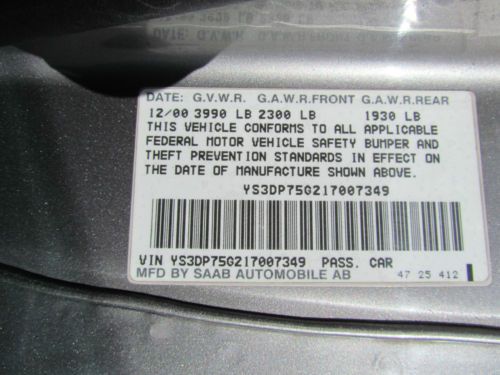 DATE: G.V.W.R. G.A.W.R.FRONT G.A.W.R.REAR
12/00 3990 LB 2300 LB 1930 LB
THIS VEHICLE CONFORMS TO ALL APPLICABLE
FEDERAL MOTOR VEHICLE SAFETY BUMPER AND
THEFT PREVENTION STANDARDS IN EFFECT ON
THE DATE OF MANUFACTURE SHOWN ABOVE.
YS3DP75G217007349
VIN YS3DP75G217007349 PASS. CAR
MFD BY SAAB AUTOMOBILE AB 47 25 412